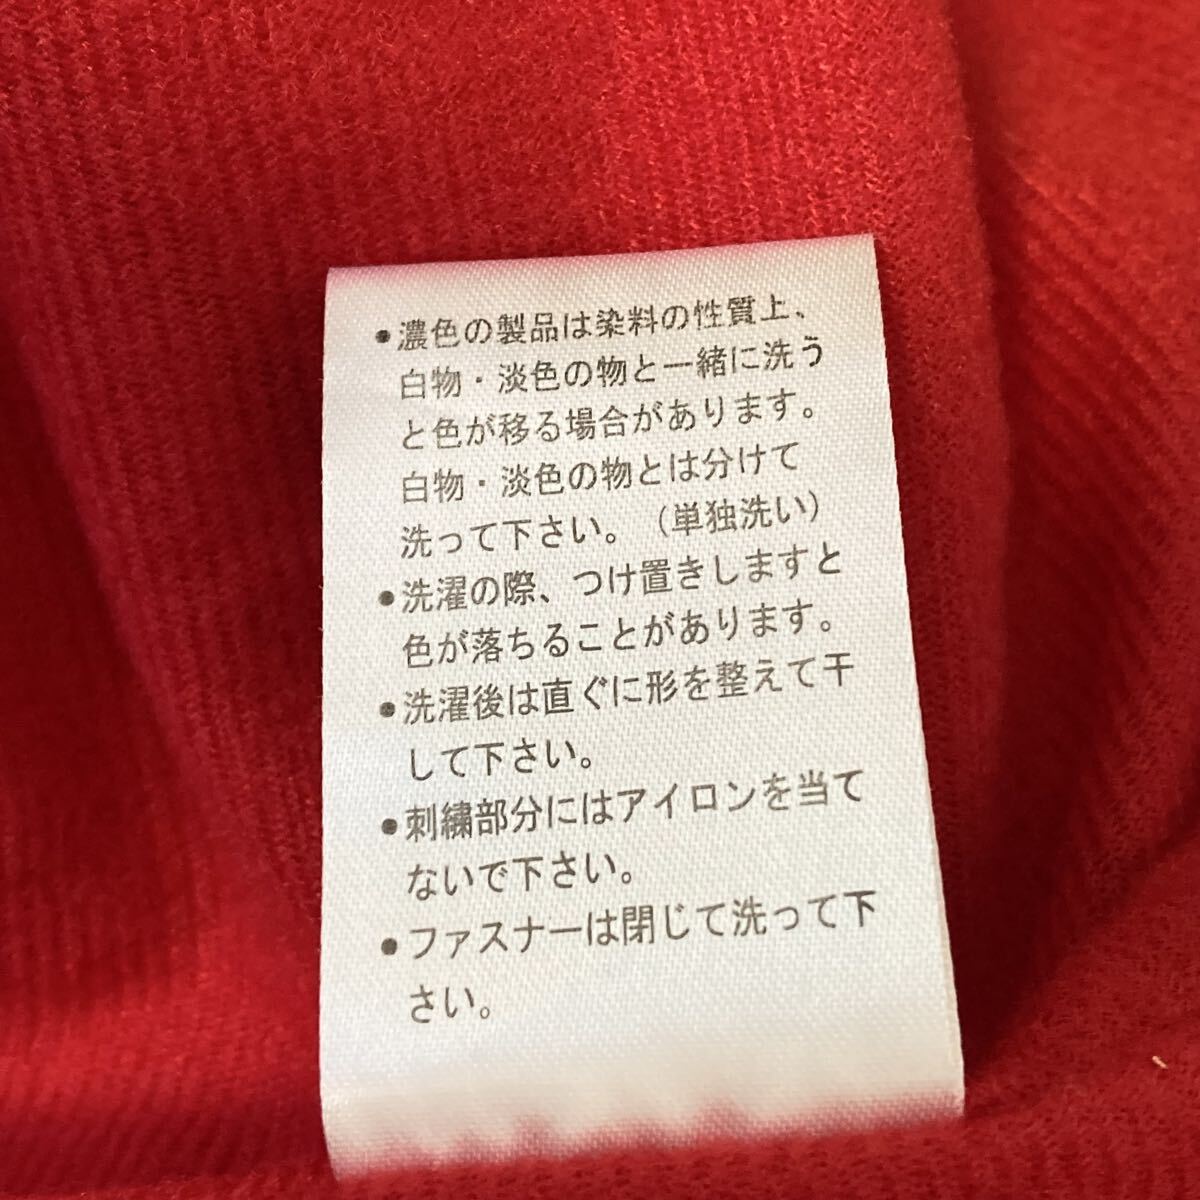 ●濃色の製品は染料の性質上、
白物・淡色の物と一緒に洗う
と色が移る場合があります。
白物・淡色の物とは分けて
洗って下さい。（単独洗い）
●洗濯の際、つけ置きしますと
色が落ちることがあります。
●洗濯後は直ぐに形を整えて干
して下さい。
●刺繍部分にはアイロンを当て
ないで下さい。
●ファスナーは閉じて洗って下
さい。